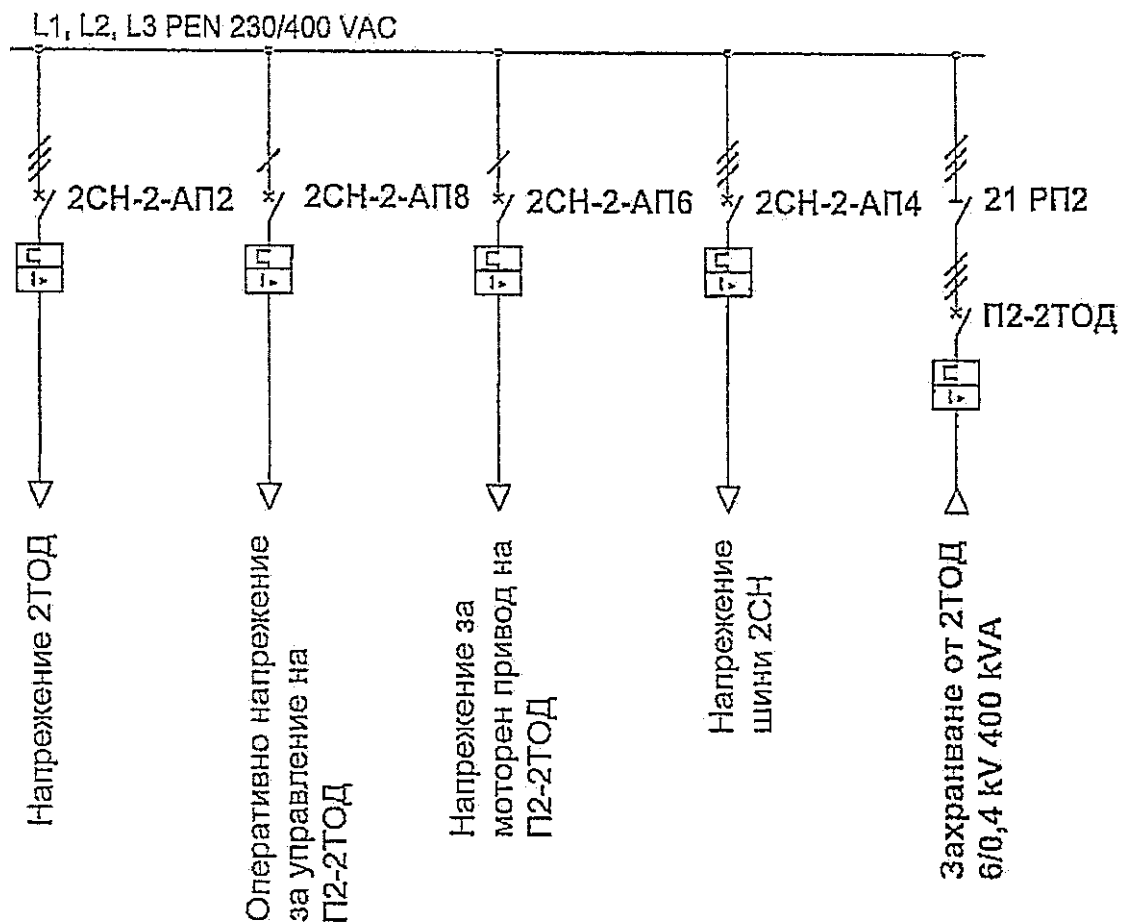 L1, L2, L3 PEN 230/400 VAC
2СН-2-АП2
2СН-2-АП8
2СН-2-АП6
2СН-2-АП4
21 РП2
П2-2ТОД
Напрежение 2ТОД
Оперативно напрежение
за управление на
П2-2ТОД
Напрежение за
моторен привод на
П2-2ТОД
Напрежение
шини 2СН
Захранване от 2ТОД
6/0,4 kV 400 kVA